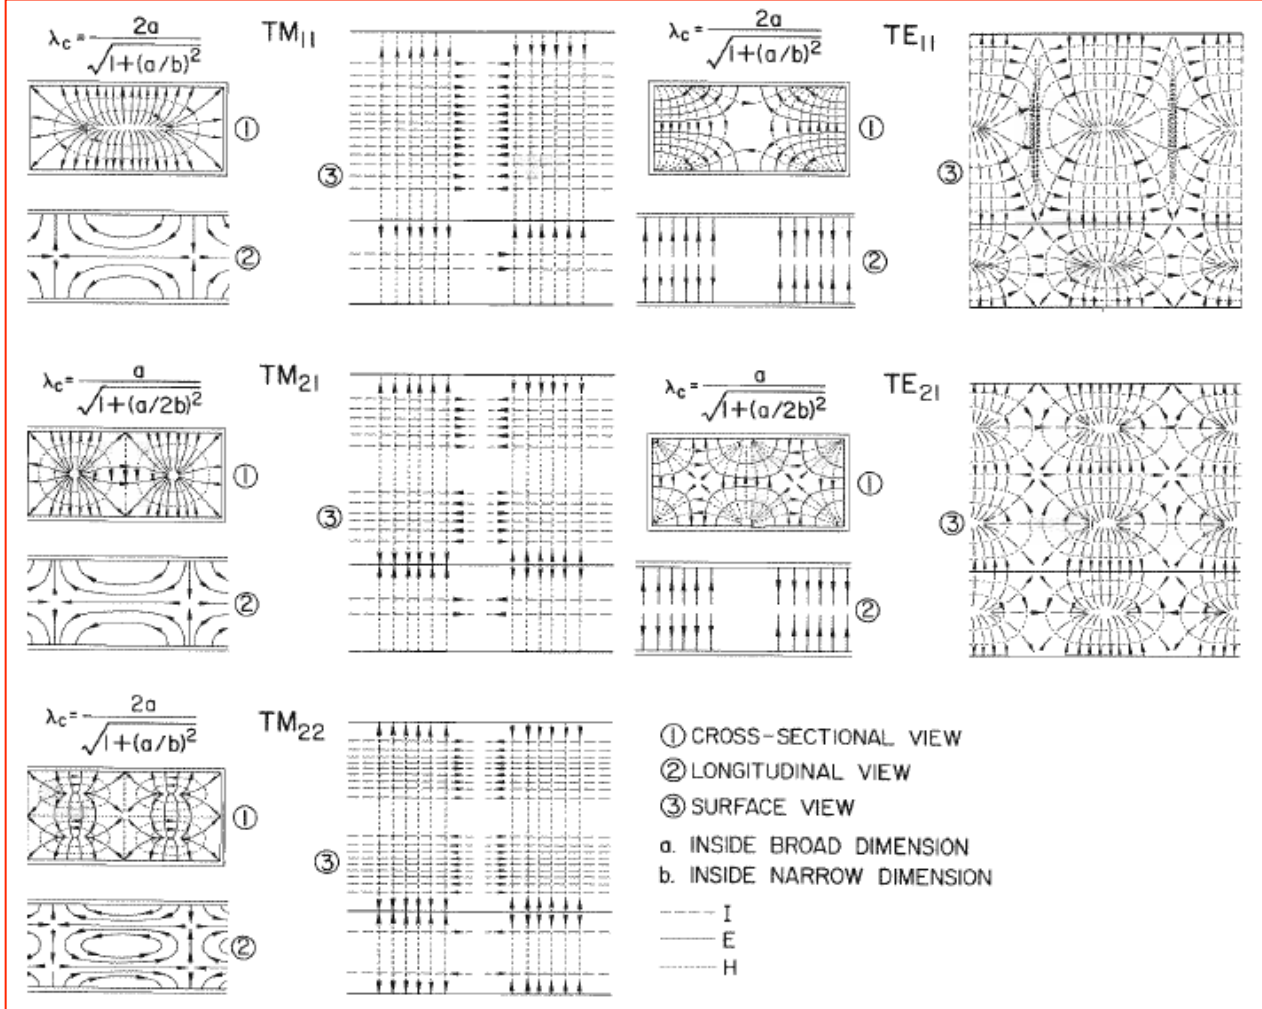 λc = 2a / √1+(a/b)²
TM11
①
②
③
λc = 2a / √1+(a/b)²
TE11
①
②
③
λc = a / √1+(a/2b)²
TM21
①
②
③
λc = a / √1+(a/2b)²
TE21
①
②
③
λc = 2a / √1+(a/b)²
TM22
①
②
③
① CROSS-SECTIONAL VIEW
② LONGITUDINAL VIEW
③ SURFACE VIEW
a. INSIDE BROAD DIMENSION
b. INSIDE NARROW DIMENSION
I
E
H